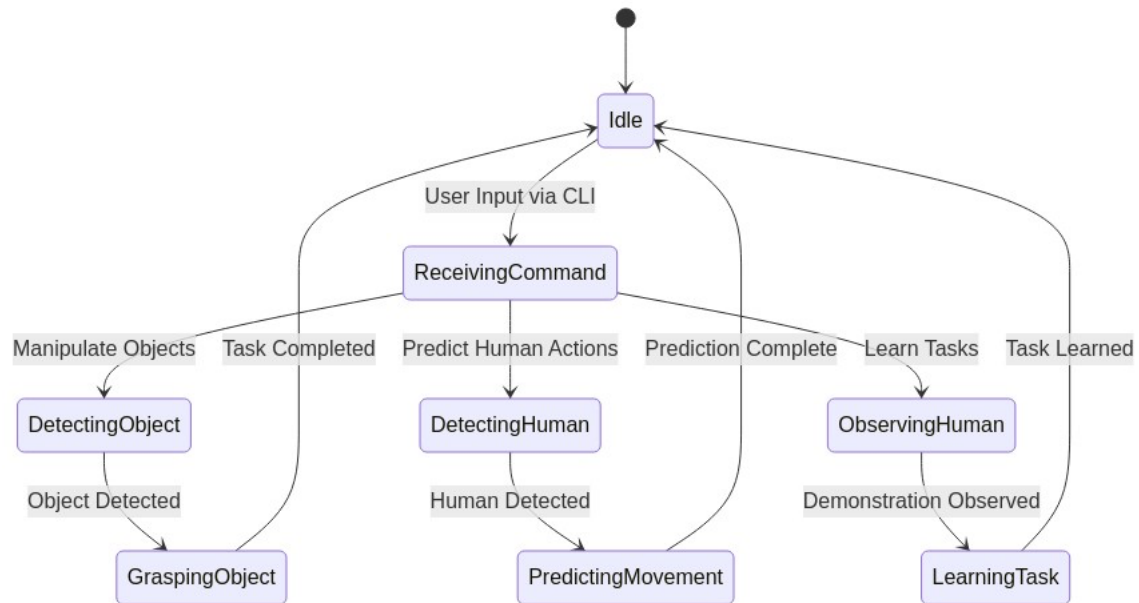 Idle
User Input via CLI
ReceivingCommand
Manipulate Objects
Task Completed
Predict Human Actions
Prediction Complete
Learn Tasks
Task Learned
DetectingObject
DetectingHuman
ObservingHuman
Object Detected
Human Detected
Demonstration Observed
GraspingObject
PredictingMovement
LearningTask